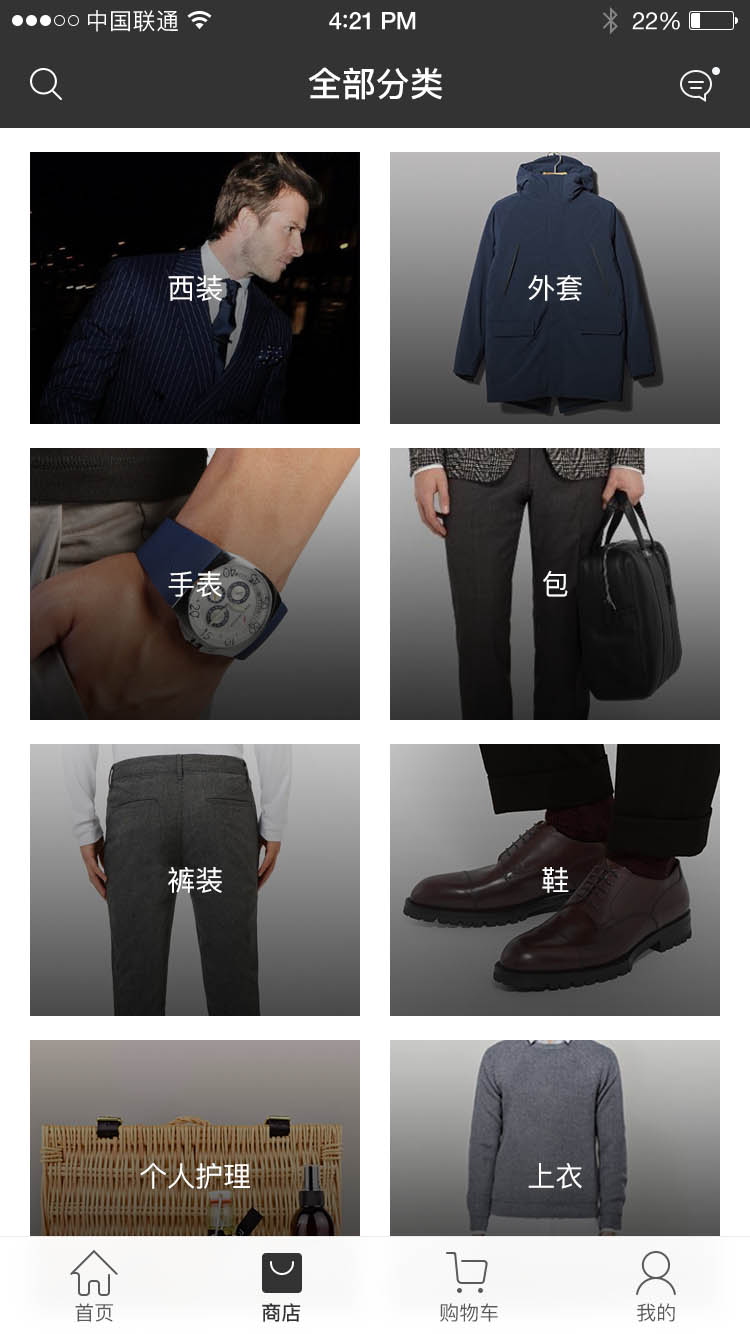 中国联通 4:21 PM 22%
全部分类
西装 外套
手表 包
裤装 鞋
个人护理 上衣
首页 商店 购物车 我的